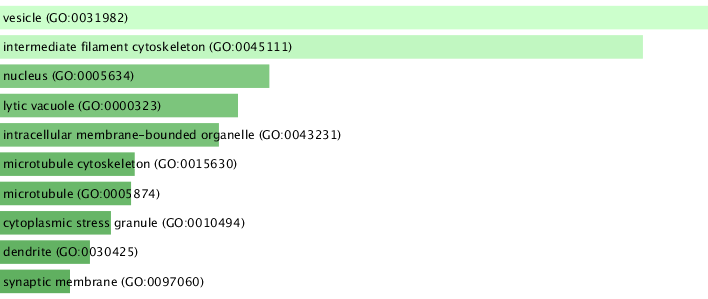 vesicle (GO:0031982)
intermediate filament cytoskeleton (GO:0045111)
nucleus (GO:0005634)
lytic vacuole (GO:0000323)
intracellular membrane-bounded organelle (GO:0043231)
microtubule cytoskeleton (GO:0015630)
microtubule (GO:0005874)
cytoplasmic stress granule (GO:0010494)
dendrite (GO:0030425)
synaptic membrane (GO:0097060)